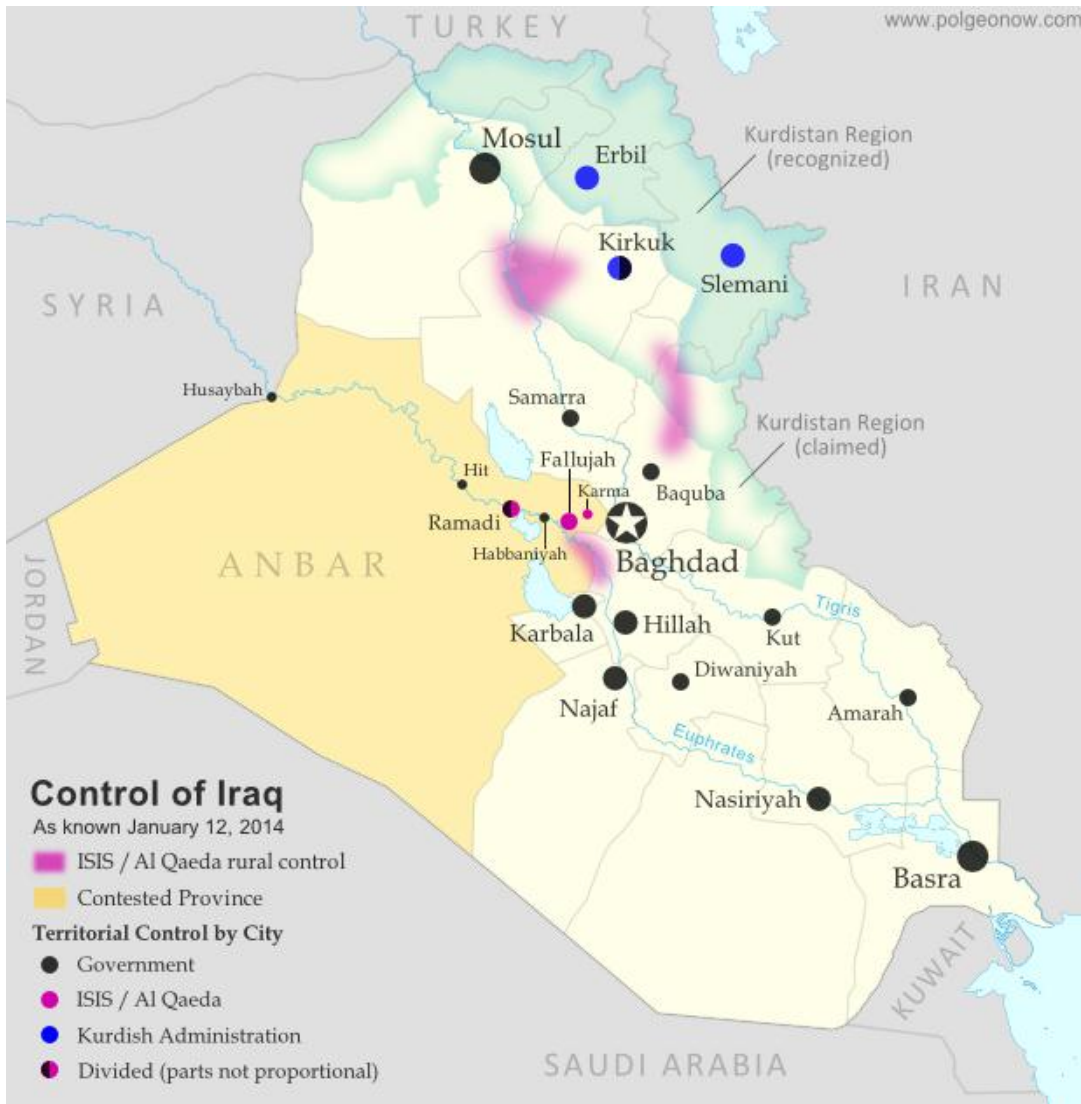 www.polgeonow.com
TURKEY
Mosul
Erbil
Kurdistan Region
(recognized)
Kirkuk
Slemani
IRAN
SYRIA
Husaybah
Samarra
Kurdistan Region
(claimed)
Fallujah
Hit
Karma
Baquba
Ramadi
Habbaniyah
Baghdad
ANBAR
JORDAN
Tigris
Karbala
Hillah
Kut
Diwaniyah
Najaf
Amarah
Euphrates
Nasiriyah
Basra
KUWAIT
SAUDI ARABIA
Control of Iraq
As known January 12, 2014
ISIS / Al Qaeda rural control
Contested Province
Territorial Control by City
Government
ISIS / Al Qaeda
Kurdish Administration
Divided (parts not proportional)